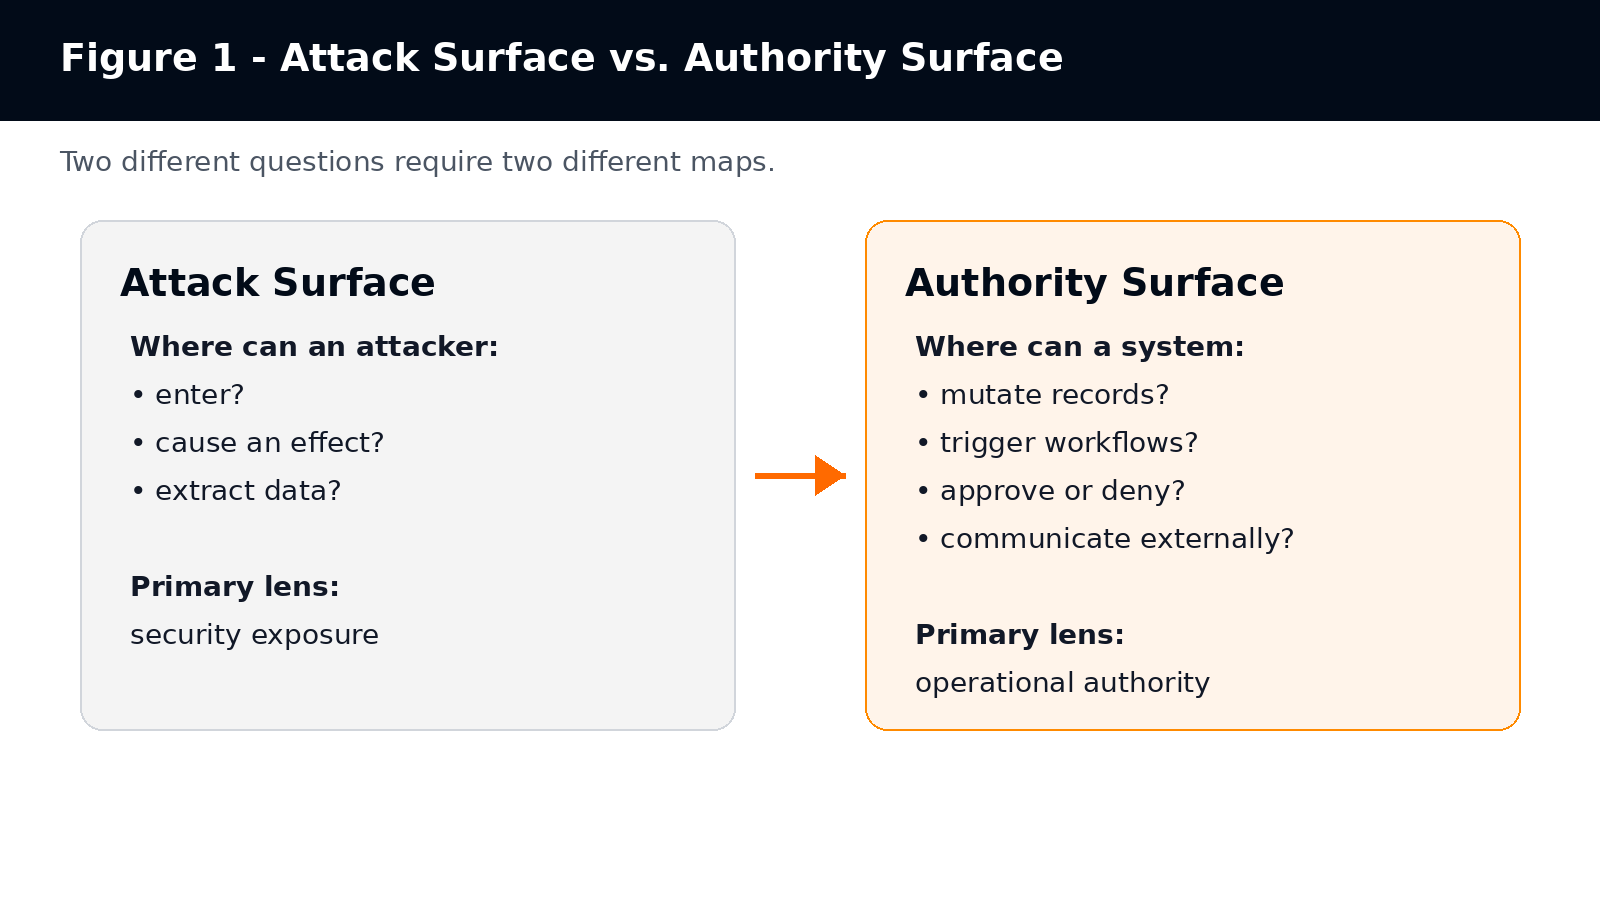 Figure 1 - Attack Surface vs. Authority Surface
Two different questions require two different maps.
Attack Surface
Where can an attacker:
• enter?
• cause an effect?
• extract data?
Primary lens:
security exposure
Authority Surface
Where can a system:
• mutate records?
• trigger workflows?
• approve or deny?
• communicate externally?
Primary lens:
operational authority